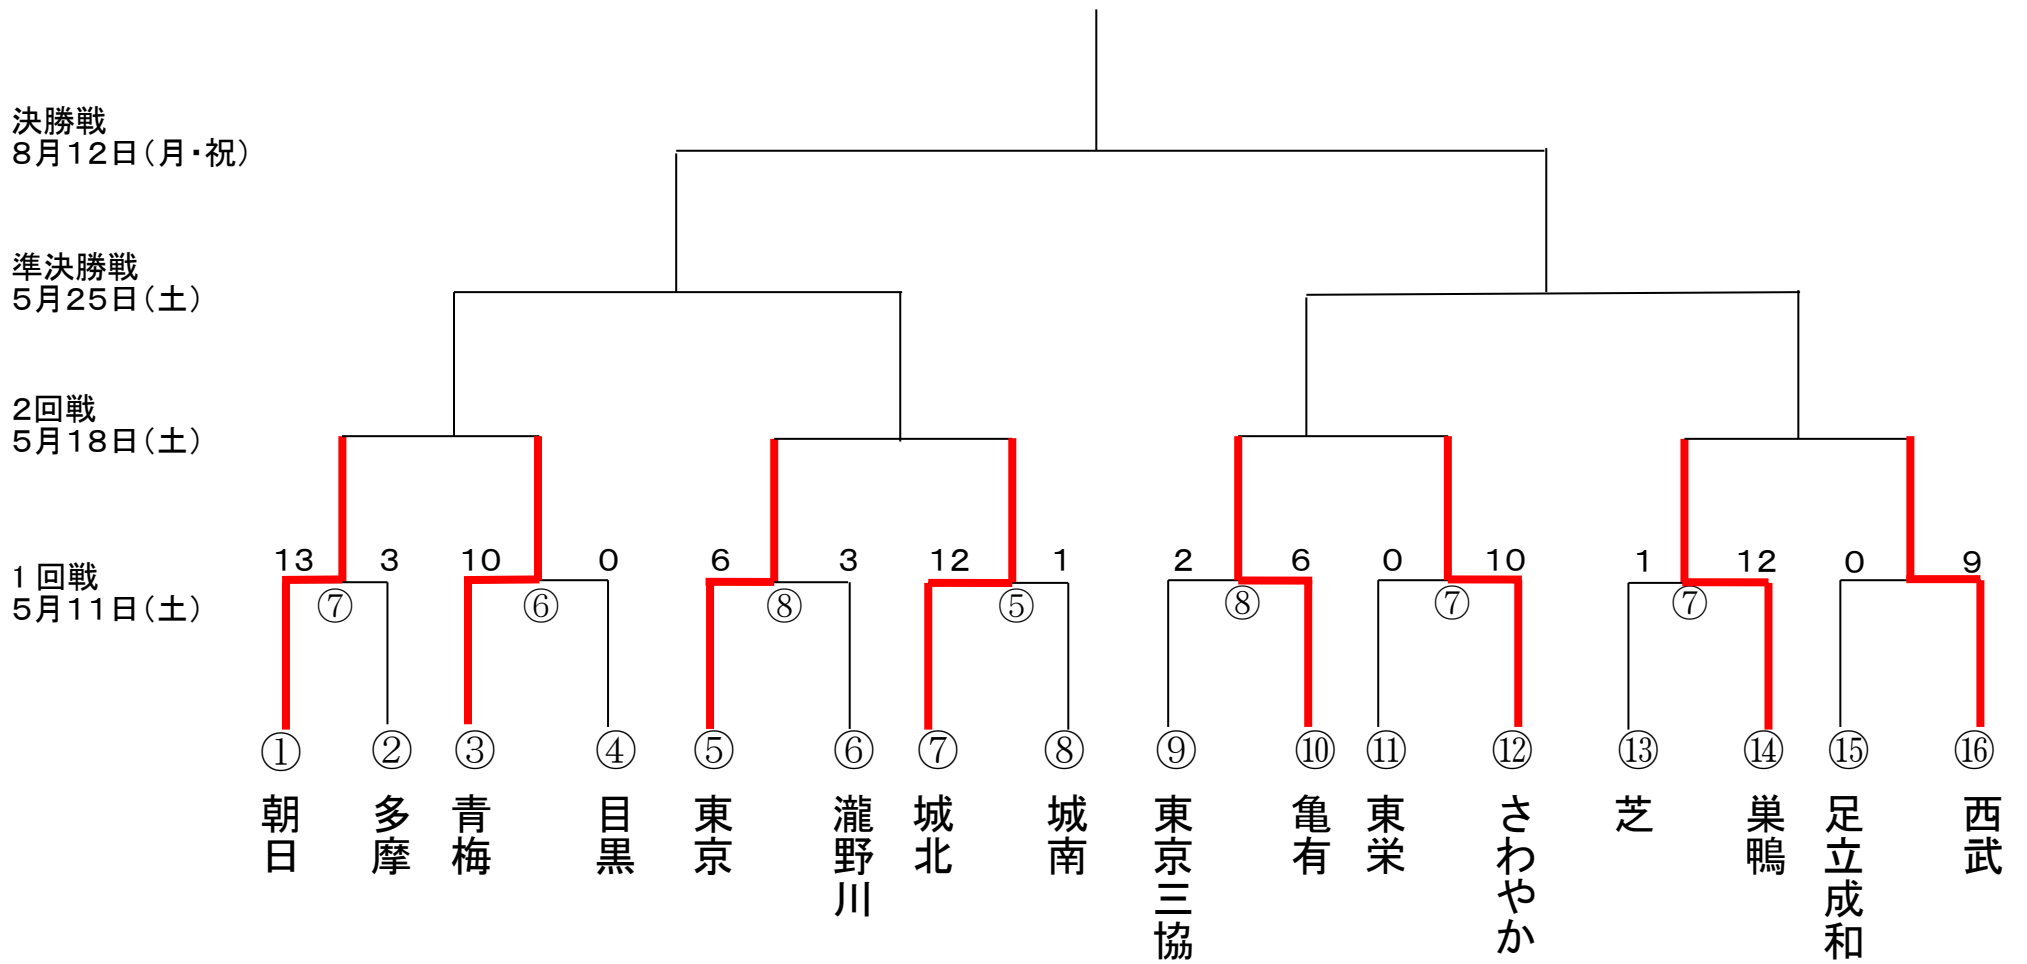 決勝戦
8月12日(月・祝)
準決勝戦
5月25日(土)
2回戦
5月18日(土)
13 3 10 0 6 3 12 1 2 6 0 10 1 12 0 9
1回戦
5月11日(土)
⑦ ⑥ ⑧ ⑤ ⑧ ⑦ ⑦
① ② ③ ④ ⑤ ⑥ ⑦ ⑧ ⑨ ⑩ ⑪ ⑫ ⑬ ⑭ ⑮ ⑯
朝日
多摩
青梅
目黒
東京
瀧野川
城北
城南
東京三協
亀有
東栄
さわやか
芝
巣鴨
足立成和
西武